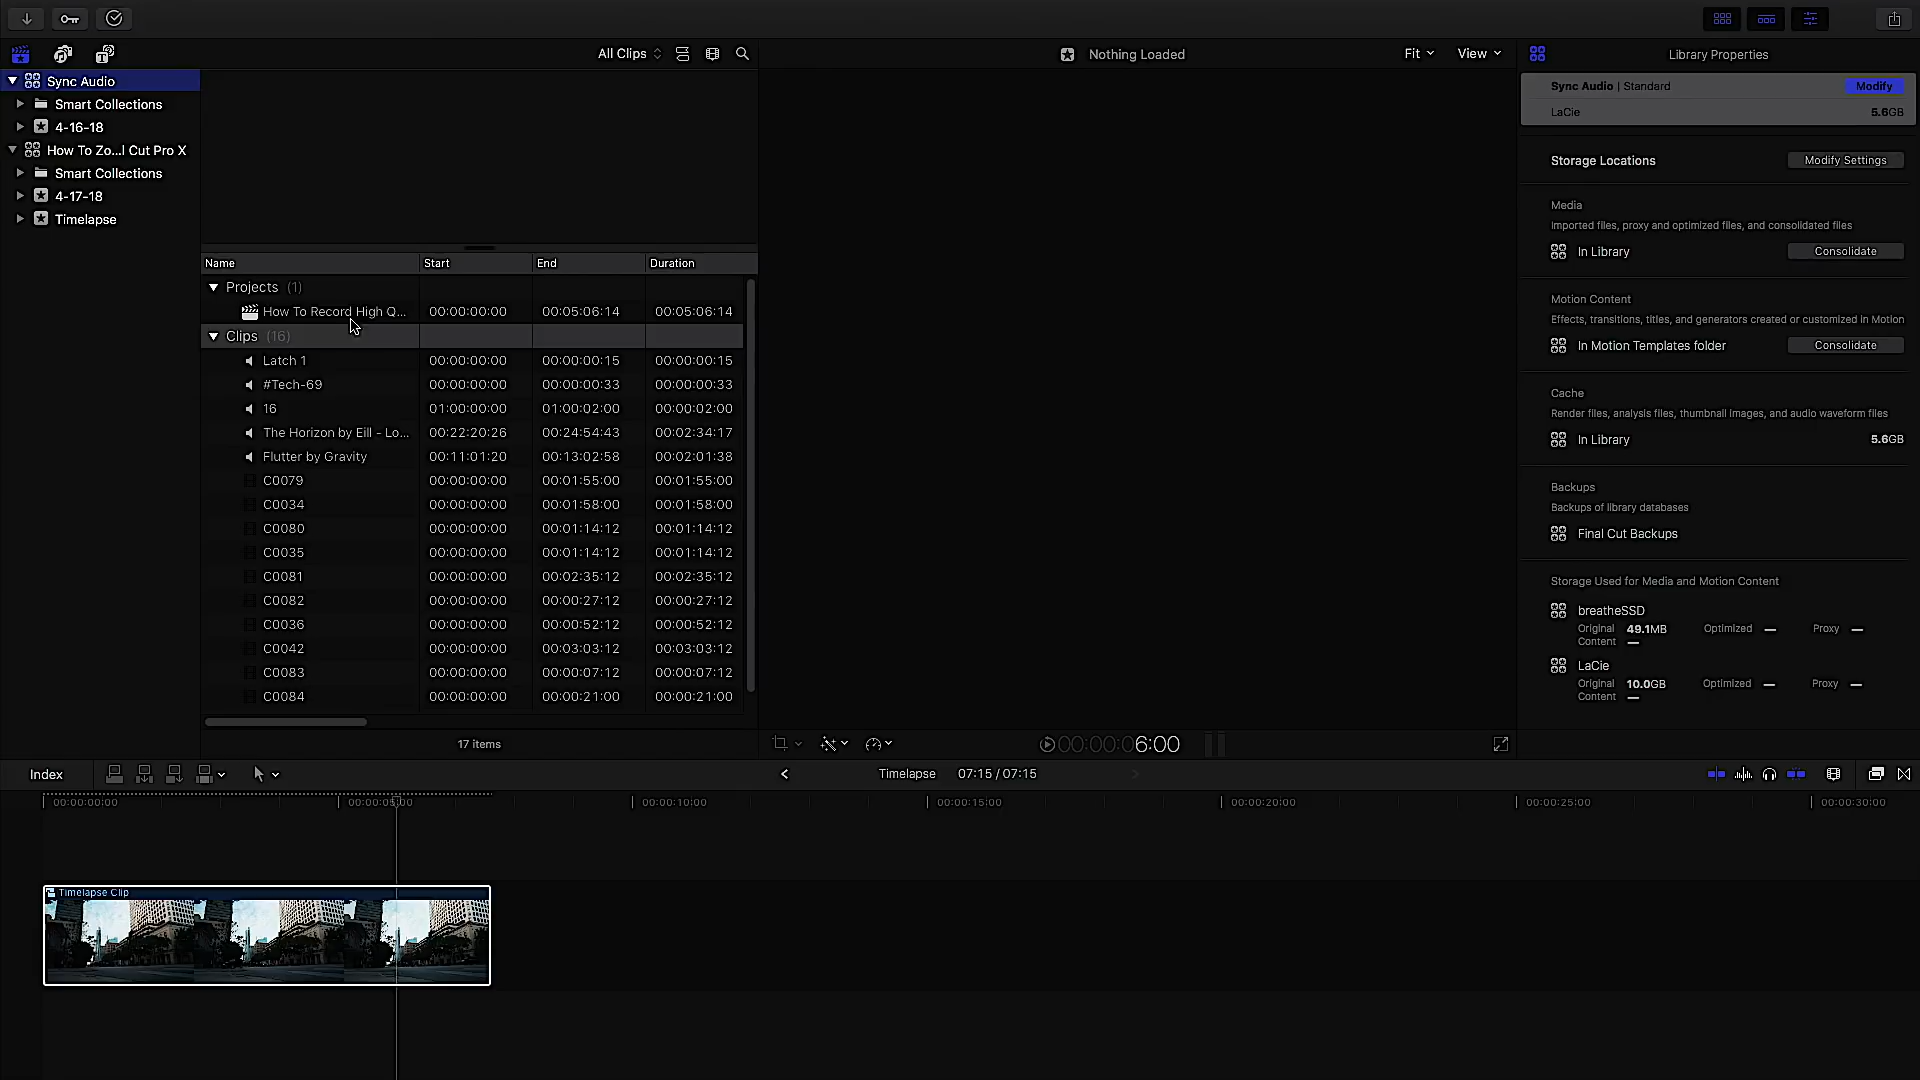 All Clips
Nothing Loaded
Fit
View
Library Properties
Sync Audio
Smart Collections
4-16-18
How To Zo...l Cut Pro X
Smart Collections
4-17-18
Timelapse
Name Start End Duration
Projects (1)
How To Record High Q... 00:00:00:00 00:05:06:14 00:05:06:14
Clips (16)
Latch 1 00:00:00:00 00:00:00:15 00:00:00:15
#Tech-69 00:00:00:00 00:00:00:33 00:00:00:33
16 01:00:00:00 01:00:02:00 00:00:02:00
The Horizon by Eill - Lo... 00:22:20:26 00:24:54:43 00:02:34:17
Flutter by Gravity 00:11:01:20 00:13:02:58 00:02:01:38
C0079 00:00:00:00 00:01:55:00 00:01:55:00
C0034 00:00:00:00 00:01:58:00 00:01:58:00
C0080 00:00:00:00 00:01:14:12 00:01:14:12
C0035 00:00:00:00 00:01:14:12 00:01:14:12
C0081 00:00:00:00 00:02:35:12 00:02:35:12
C0082 00:00:00:00 00:00:27:12 00:00:27:12
C0036 00:00:00:00 00:00:52:12 00:00:52:12
C0042 00:00:00:00 00:03:03:12 00:03:03:12
C0083 00:00:00:00 00:00:07:12 00:00:07:12
C0084 00:00:00:00 00:00:21:00 00:00:21:00
17 items
00:00:06:00
Sync Audio | Standard Modify
LaCie 5.6GB
Storage Locations Modify Settings
Media
Imported files, proxy and optimized files, and consolidated files
In Library Consolidate
Motion Content
Effects, transitions, titles, and generators created or customized in Motion
In Motion Templates folder Consolidate
Cache
Render files, analysis files, thumbnail images, and audio waveform files
In Library 5.6GB
Backups
Backups of library databases
Final Cut Backups
Storage Used for Media and Motion Content
breatheSSD
Original 49.1MB Optimized — Proxy —
Content —
LaCie
Original 10.0GB Optimized — Proxy —
Content —
Index
Timelapse 07:15 / 07:15
00:00:00:00 00:00:05:00 00:00:10:00 00:00:15:00 00:00:20:00 00:00:25:00 00:00:30:00
Timelapse Clip